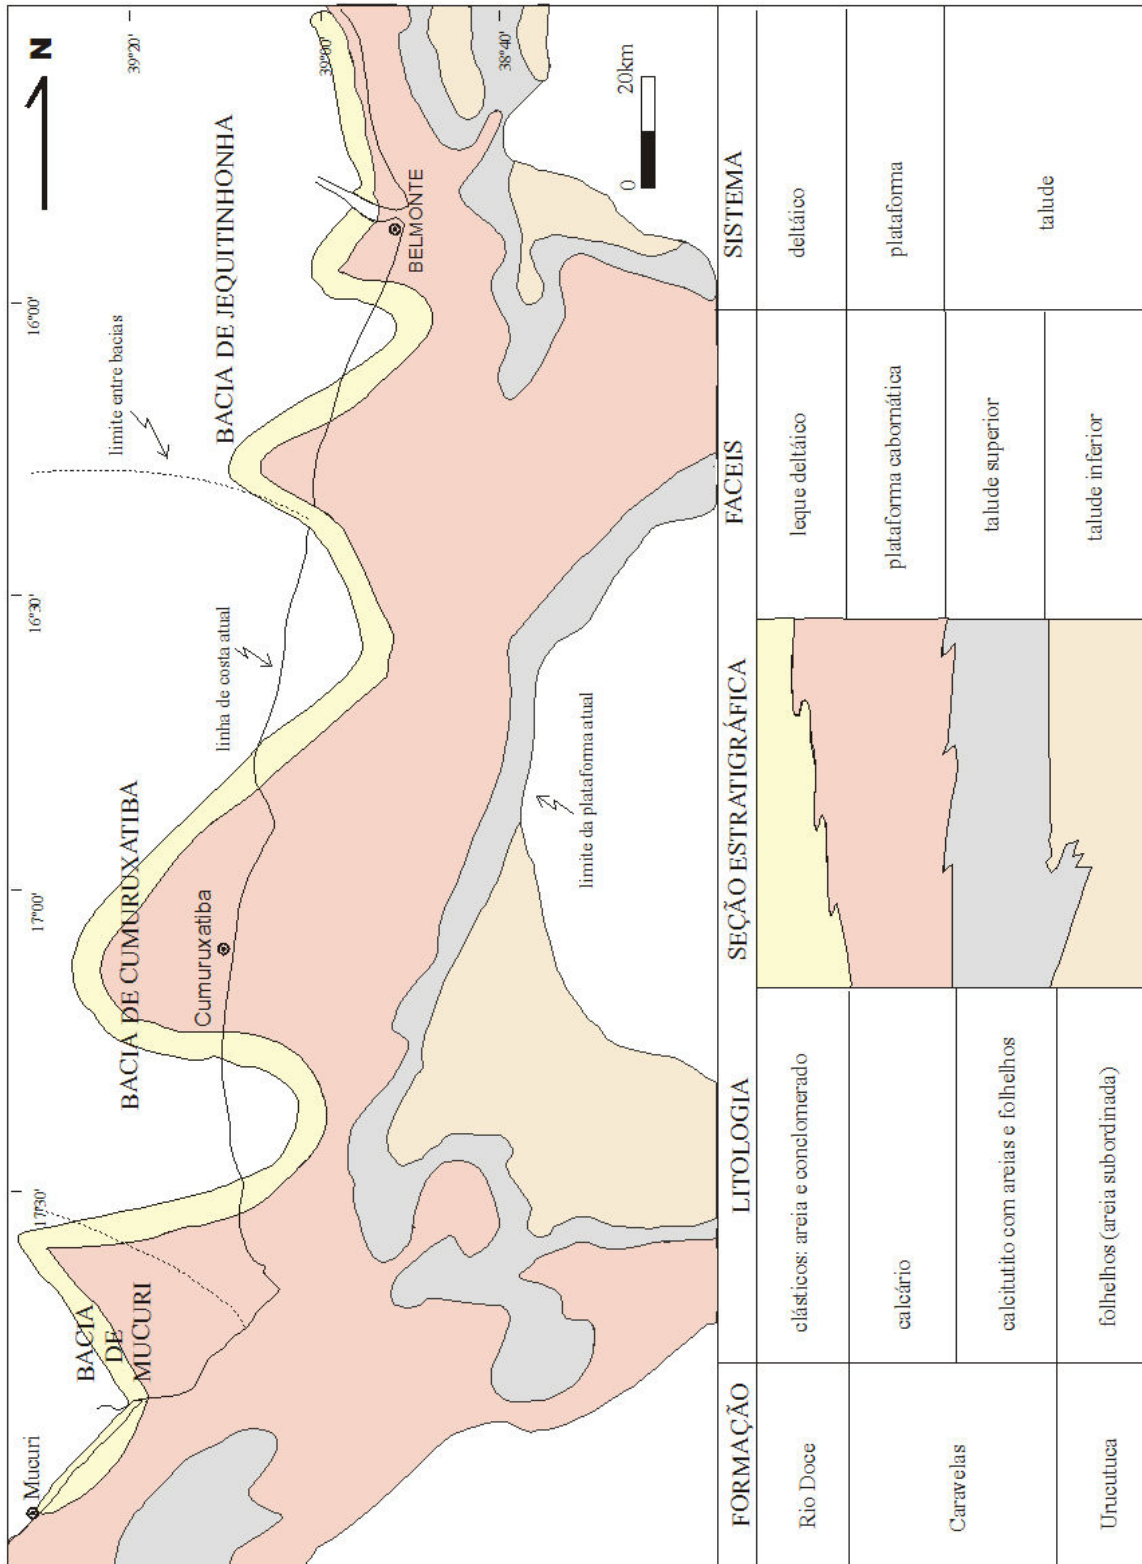 N
39°20'
39°00'
38°40'
16°00'
16°30'
17°00'
17°30'
BACIA DE JEQUITINHONHA
BELMONTE
0 20km
limite entre bacias
linha de costa atual
limite da plataforma atual
BACIA DE CUMURUXATIBA
Cumuruxatiba
BACIA
DE
MUCURI
Mucuri
FORMAÇÃO LITOLOGIA SEÇÃO ESTRATIGRÁFICA FACEIS SISTEMA
Rio Doce clásticos: areia e conclomerado leque deltáico deltáico
Caravelas calcário plataforma cabornática plataforma
calcitutito com areias e folhelhos talude superior talude
Urucutuca folhelhos (areia subordinada) talude inferior